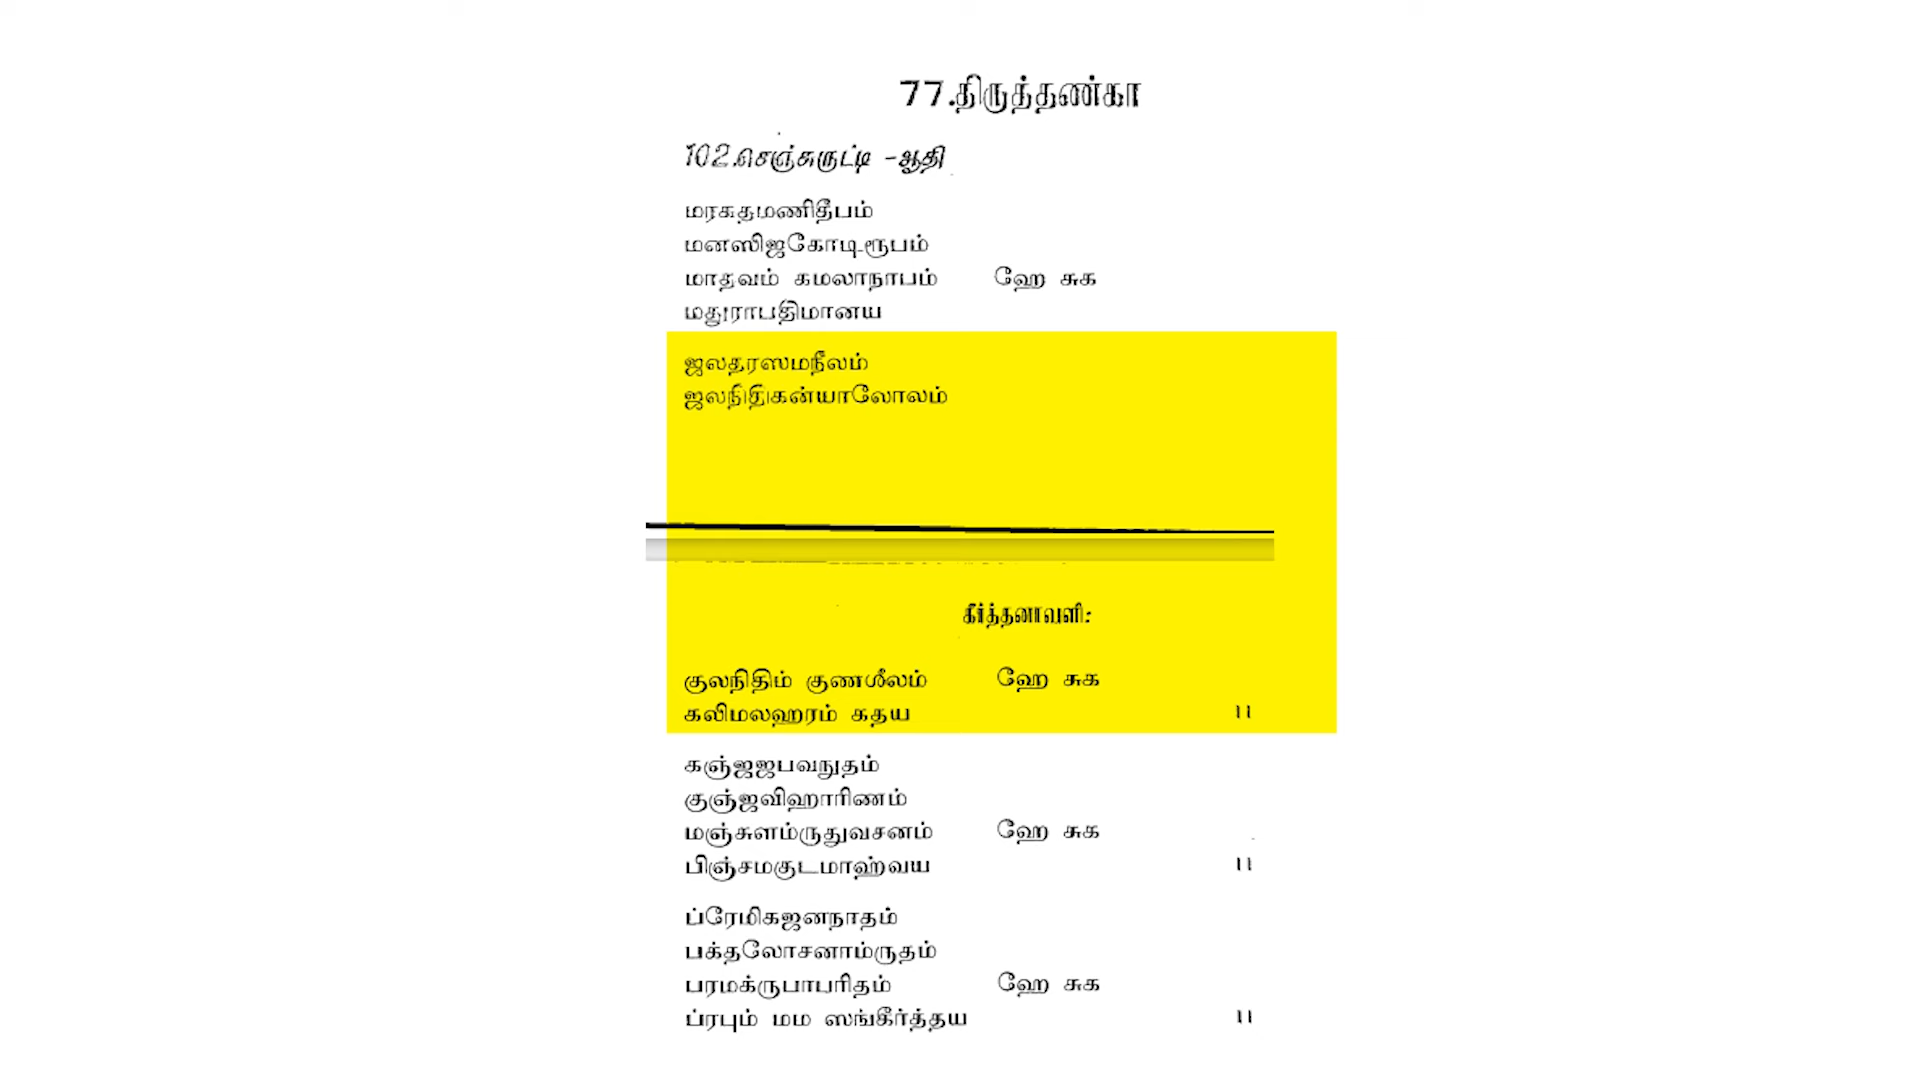 77.திருத்தண்கா
102.செஞ்சுருட்டி -ஆதி
மரகதமணிதீபம்
மனஸிஜகோடிரூபம்
மாதவம் கமலாநாபம் ஹே சுக
மதுராபதிமானய
ஜலதரஸமநீலம்
ஜலநிதிகன்யாலோலம்
கீர்த்தனாவளி:
குலநிதிம் குணஶீலம் ஹே சுக
கலிமலஹரம் கதய ॥
கஞ்ஜஜபவநுதம்
குஞ்ஜவிஹாரிணம்
மஞ்சுளம்ருதுவசனம் ஹே சுக
பிஞ்சமகுடமாஹ்வய ॥
ப்ரேமிகஜனநாதம்
பக்தலோசனாம்ருதம்
பரமக்ருபாபரிதம் ஹே சுக
ப்ரபும் மம ஸங்கீர்த்தய ॥